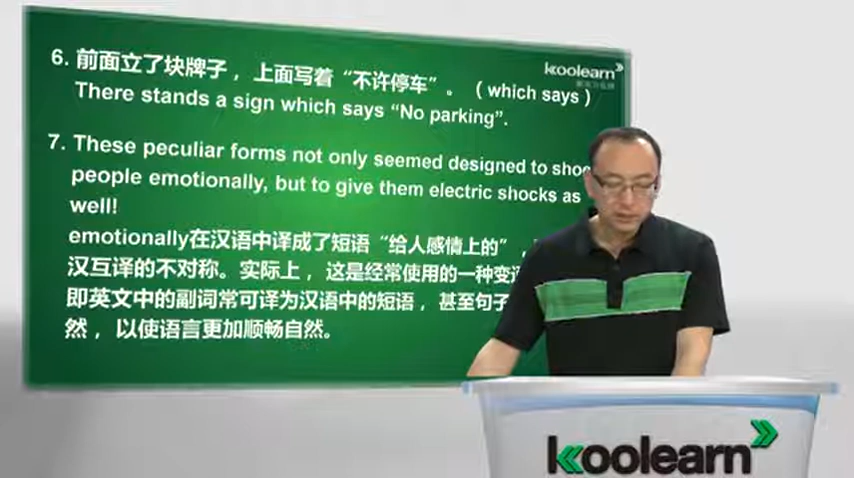 6. 前面立了块牌子，上面写着“不许停车”。（which says）
There stands a sign which says “No parking”.
koolearn
7. These peculiar forms not only seemed designed to
people emotionally, but to give them electric shocks as
well!
emotionally在汉语中译成了短语“给人感情上的”，
汉互译的不对称。实际上，这是经常使用的一种变
即英文中的副词常可译为汉语中的短语，甚至句子
然，以使语言更加顺畅自然。
koolearn